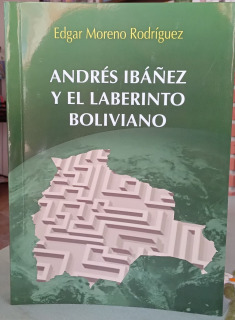 Edgar Moreno Rodríguez
ANDRÉS IBÁÑEZ
Y EL LABERINTO
BOLIVIANO